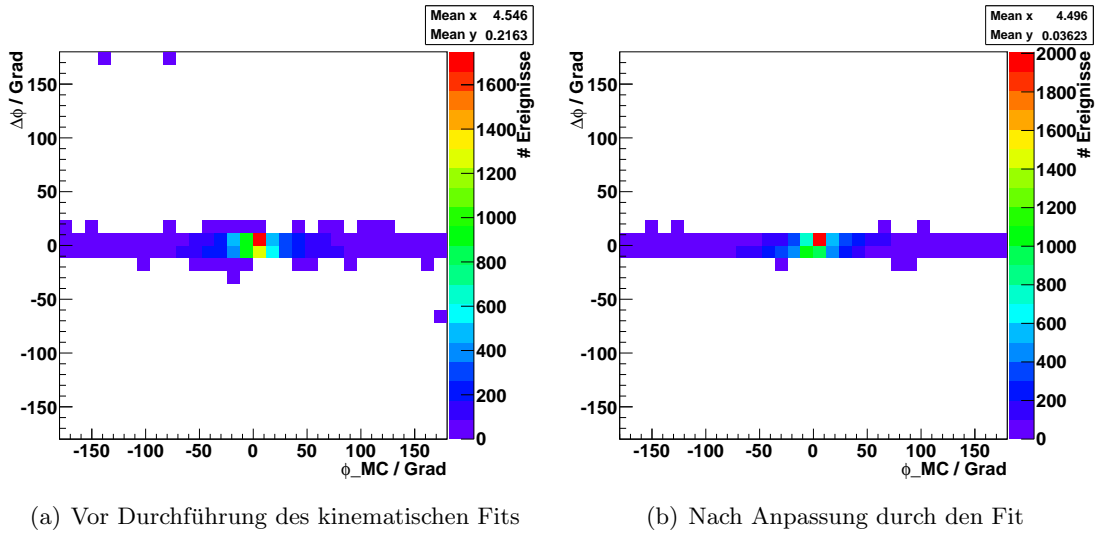 Mean x 4.546
Mean y 0.2163
Δϕ / Grad
150
100
50
0
-50
-100
-150
-150 -100 -50 0 50 100 150
ϕ_MC / Grad
# Ereignisse
1600
1400
1200
1000
800
600
400
200
0
(a) Vor Durchführung des kinematischen Fits
Mean x 4.496
Mean y 0.03623
Δϕ / Grad
150
100
50
0
-50
-100
-150
-150 -100 -50 0 50 100 150
ϕ_MC / Grad
# Ereignisse
2000
1800
1600
1400
1200
1000
800
600
400
200
0
(b) Nach Anpassung durch den Fit